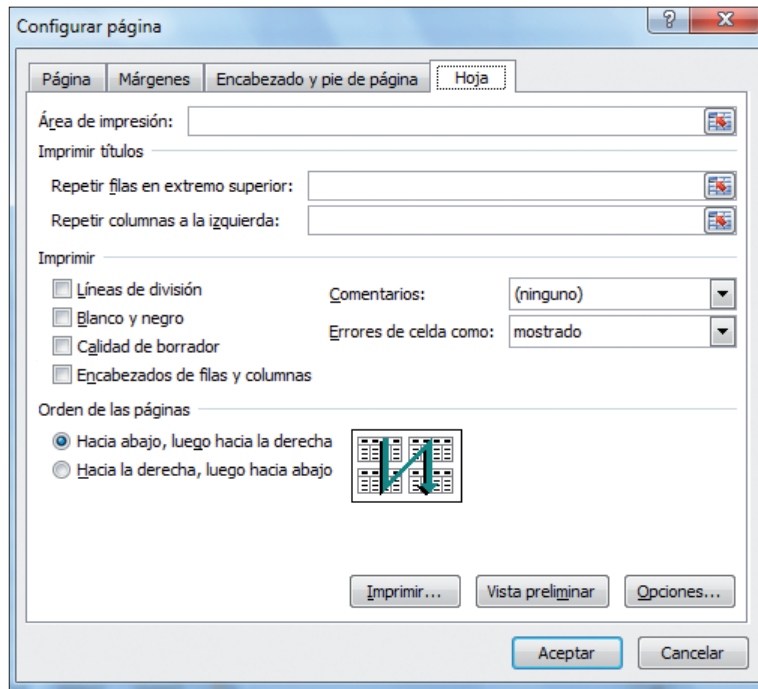 Configurar página
Página Márgenes Encabezado y pie de página Hoja
Área de impresión:
Imprimir títulos
Repetir filas en extremo superior:
Repetir columnas a la izquierda:
Imprimir
Líneas de división
Comentarios: (ninguno)
Blanco y negro
Errores de celda como: mostrado
Calidad de borrador
Encabezados de filas y columnas
Orden de las páginas
Hacia abajo, luego hacia la derecha
Hacia la derecha, luego hacia abajo
Imprimir... Vista preliminar Opciones...
Aceptar Cancelar